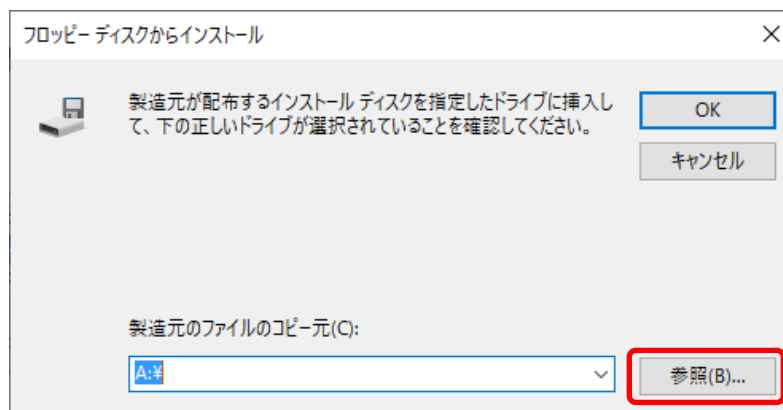 フロッピー ディスクからインストール
製造元が配布するインストール ディスクを指定したドライブに挿入し
て、下の正しいドライブが選択されていることを確認してください。
OK
キャンセル
製造元のファイルのコピー元(C):
A:¥
参照(B)...